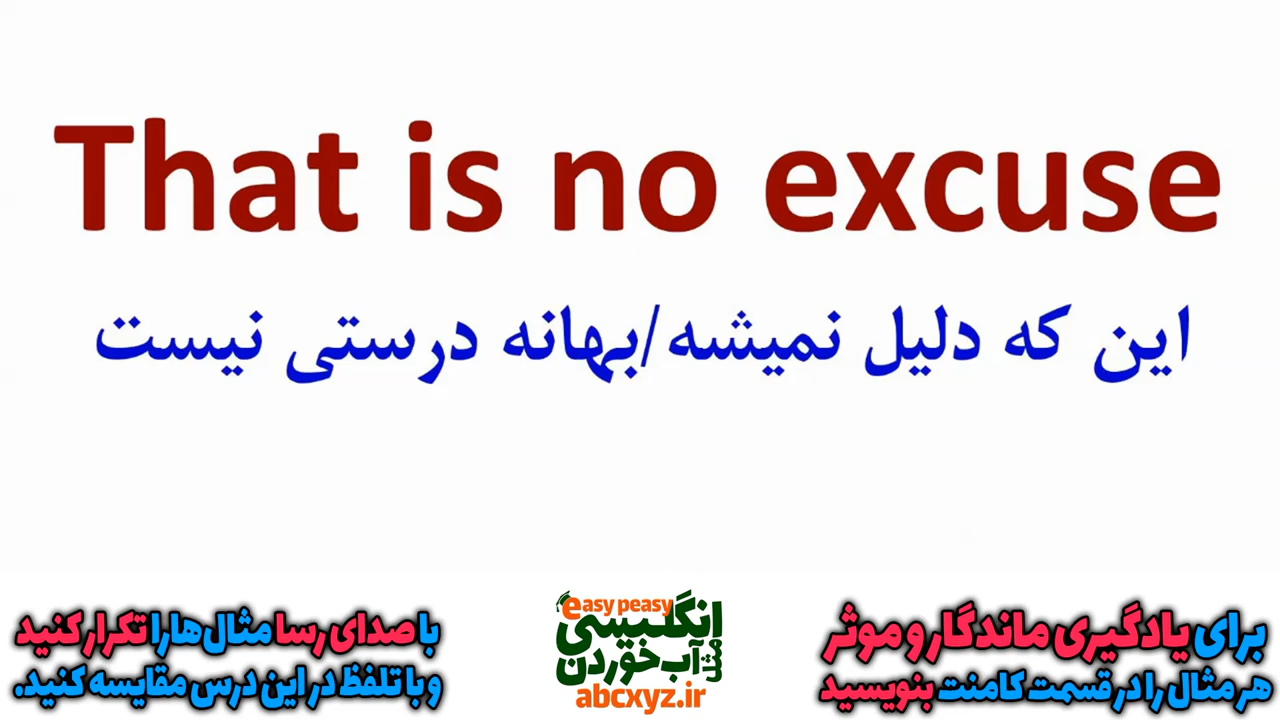 That is no excuse
این که دلیل نمیشه/بهانه درستی نیست
برای یادگیری ماندگار و موثر
هر مثال را در قسمت کامنت بنویسید
easy peasy
انگلیسی
مثل
آب خوردن
abcxyz.ir
با صدای رسا مثال‌ها را تکرار کنید
و با تلفظ در این درس مقایسه کنید.